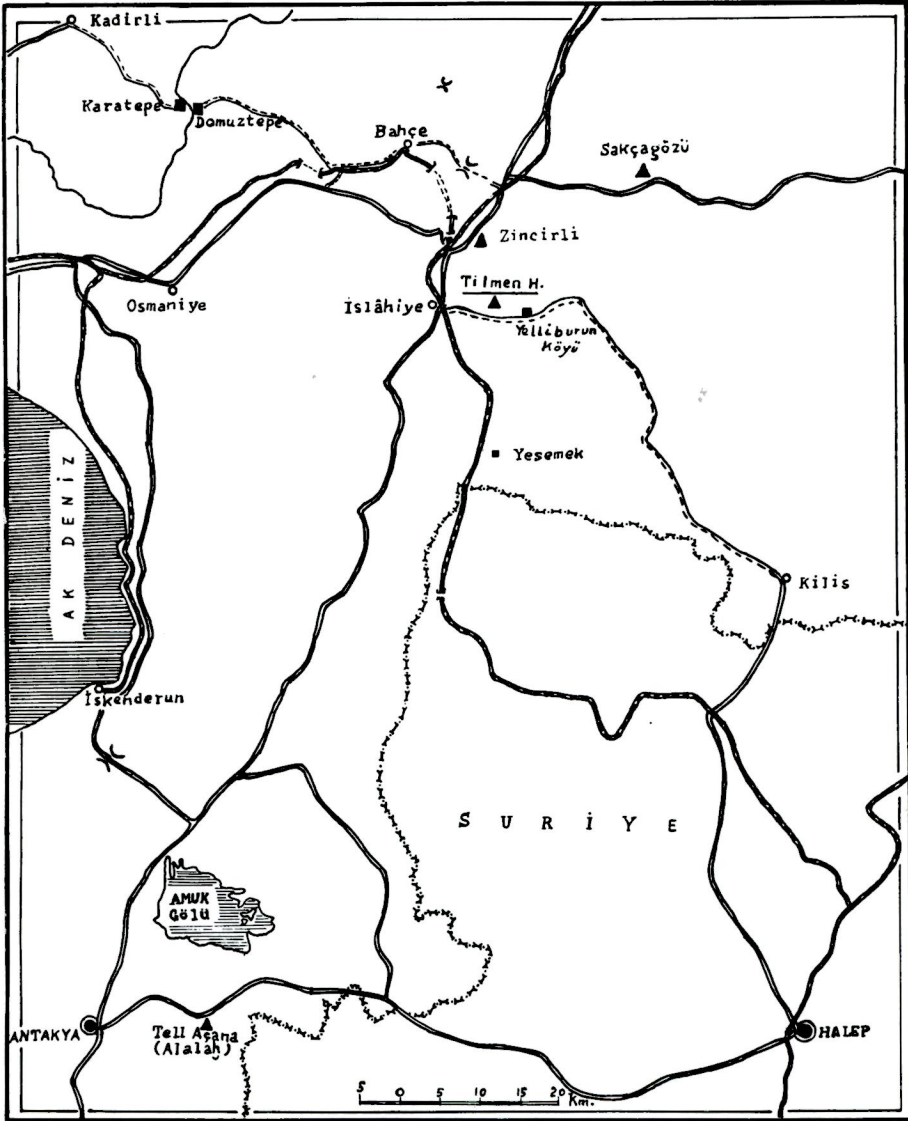 Kadirli
Karatepe
Domuztepe
Bahçe
Sakçagözü
Zincirli
Tilmen H.
Osmaniye
İslâhiye
Yelliburun
Köyü
Yesemek
AK DENİZ
Kilis
İskenderun
SURİYE
AMUK
Gölü
ANTAKYA
Tell Açana
(Alalaḫ)
HALEP
5 0 5 10 15 20 Km.